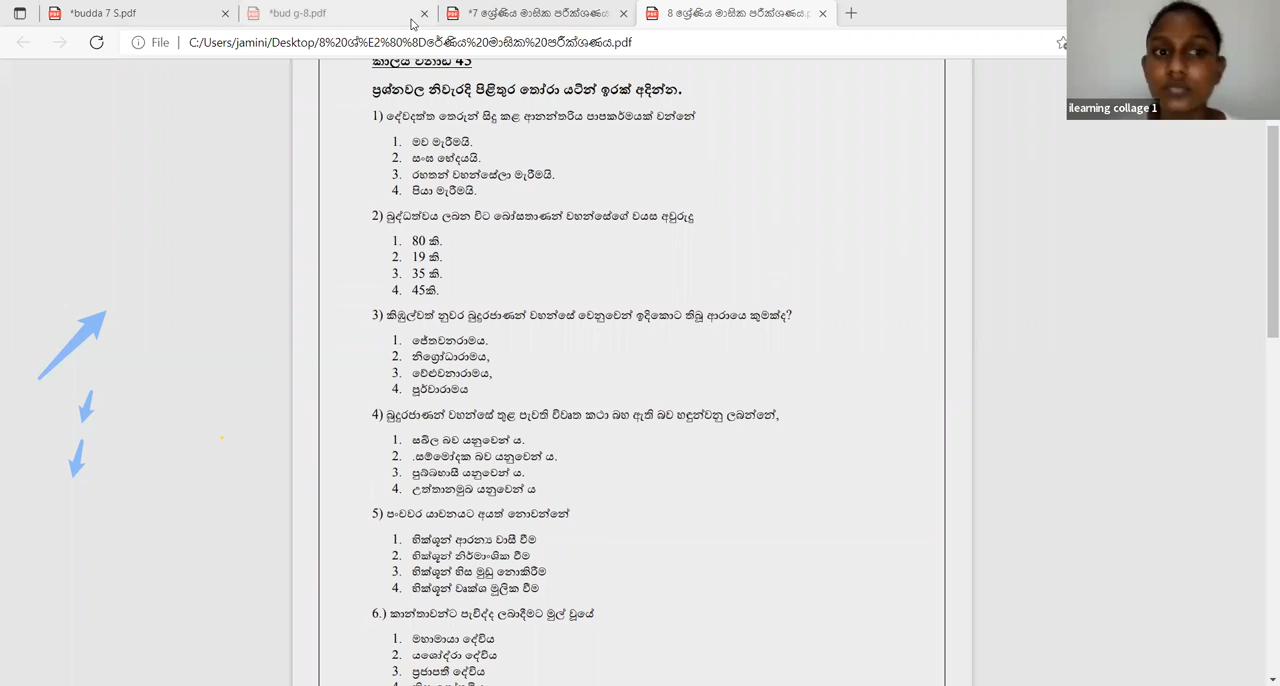 *budda 7 S.pdf
*bud g-8.pdf
*7 ශ්‍රේණිය මාසික පරීක්ශණය
8 ශ්‍රේණිය මාසික පරීක්ශණය.p
File
C:/Users/jamini/Desktop/8%20ශ්%E2%80%8Dරේණිය%20මාසික%20පරීක්ශණය.pdf
ilearning collage 1
කාලය විනාඩි 45
ප්‍රශ්නවල නිවැරදි පිළිතුර තෝරා යටින් ඉරක් අදින්න.
1) දේවදත්ත තෙරුන් සිදු කළ ආනන්තරිය පාපකර්මයක් වන්නේ
1. මව මැරීමයි.
2. සංඝ භේදයයි.
3. රහතන් වහන්සේලා මැරීමයි.
4. පියා මැරීමයි.
2) බුද්ධත්වය ලබන විට බෝසතාණන් වහන්සේගේ වයස අවුරුදු
1. 80 කි.
2. 19 කි.
3. 35 කි.
4. 45කි.
3) කිඹුල්වත් නුවර බුදුරජාණන් වහන්සේ වෙනුවෙන් ඉදිකොට තිබූ ආරාමය කුමක්ද?
1. ජේතවනරාමය.
2. නිග්‍රෝධාරාමය,
3. වේළුවනාරාමය,
4. පූර්වාරාමය
4) බුදුරජාණන් වහන්සේ තුළ පැවති විවෘත කථා බහ ඇති බව හඳුන්වනු ලබන්නේ,
1. සඛිල බව යනුවෙන් ය.
2. .සම්මෝදක බව යනුවෙන් ය.
3. පුබ්බභාසී යනුවෙන් ය.
4. උත්තානමුඛ යනුවෙන් ය
5) පංචවර යාචනයට අයත් නොවන්නේ
1. භික්ශූන් ආරන්‍ය වාසී වීම
2. භික්ශූන් නිර්මාංශික වීම
3. භික්ශූන් හිස මුඩු නොකිරීම
4. භික්ශූන් වෘක්ශ මූලික වීම
6.) කාන්තාවන්ට පැවිද්ද ලබාදීමට මුල් වූයේ
1. මහාමායා දේවිය
2. යශෝද්රා දේවිය
3. ප්‍රජාපතී දේවිය